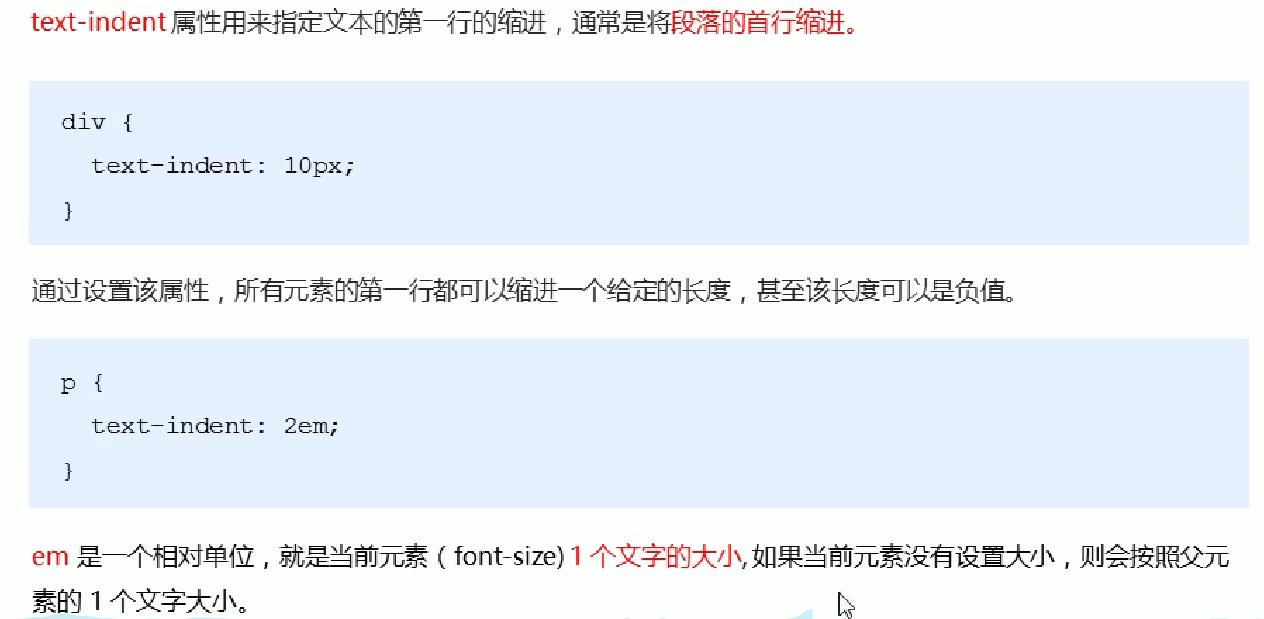 text-indent 属性用来指定文本的第一行的缩进，通常是将段落的首行缩进。
div {
  text-indent: 10px;
}
通过设置该属性，所有元素的第一行都可以缩进一个给定的长度，甚至该长度可以是负值。
p {
  text-indent: 2em;
}
em 是一个相对单位，就是当前元素（font-size) 1 个文字的大小, 如果当前元素没有设置大小，则会按照父元
素的 1 个文字大小。